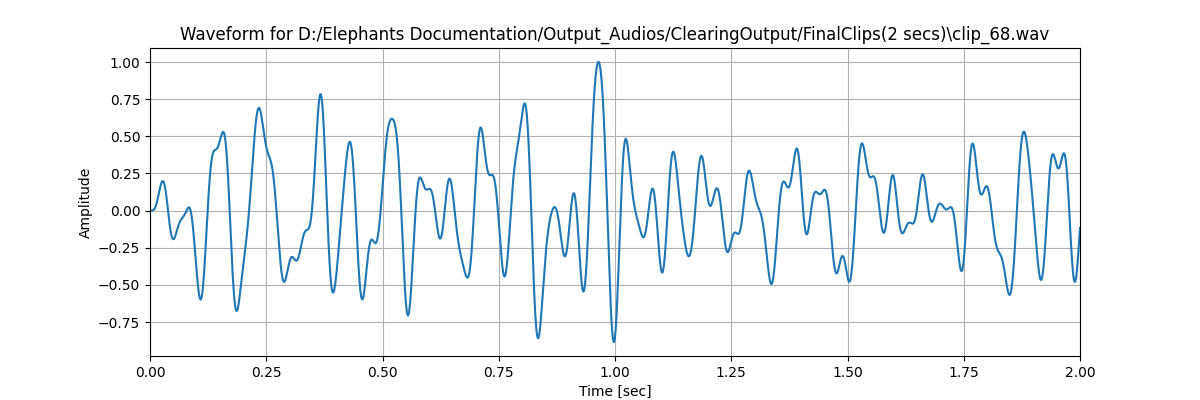 Waveform for D:/Elephants Documentation/Output_Audios/ClearingOutput/FinalClips(2 secs)\clip_68.wav
1.00
0.75
0.50
0.25
0.00
−0.25
−0.50
−0.75
Amplitude
0.00 0.25 0.50 0.75 1.00 1.25 1.50 1.75 2.00
Time [sec]